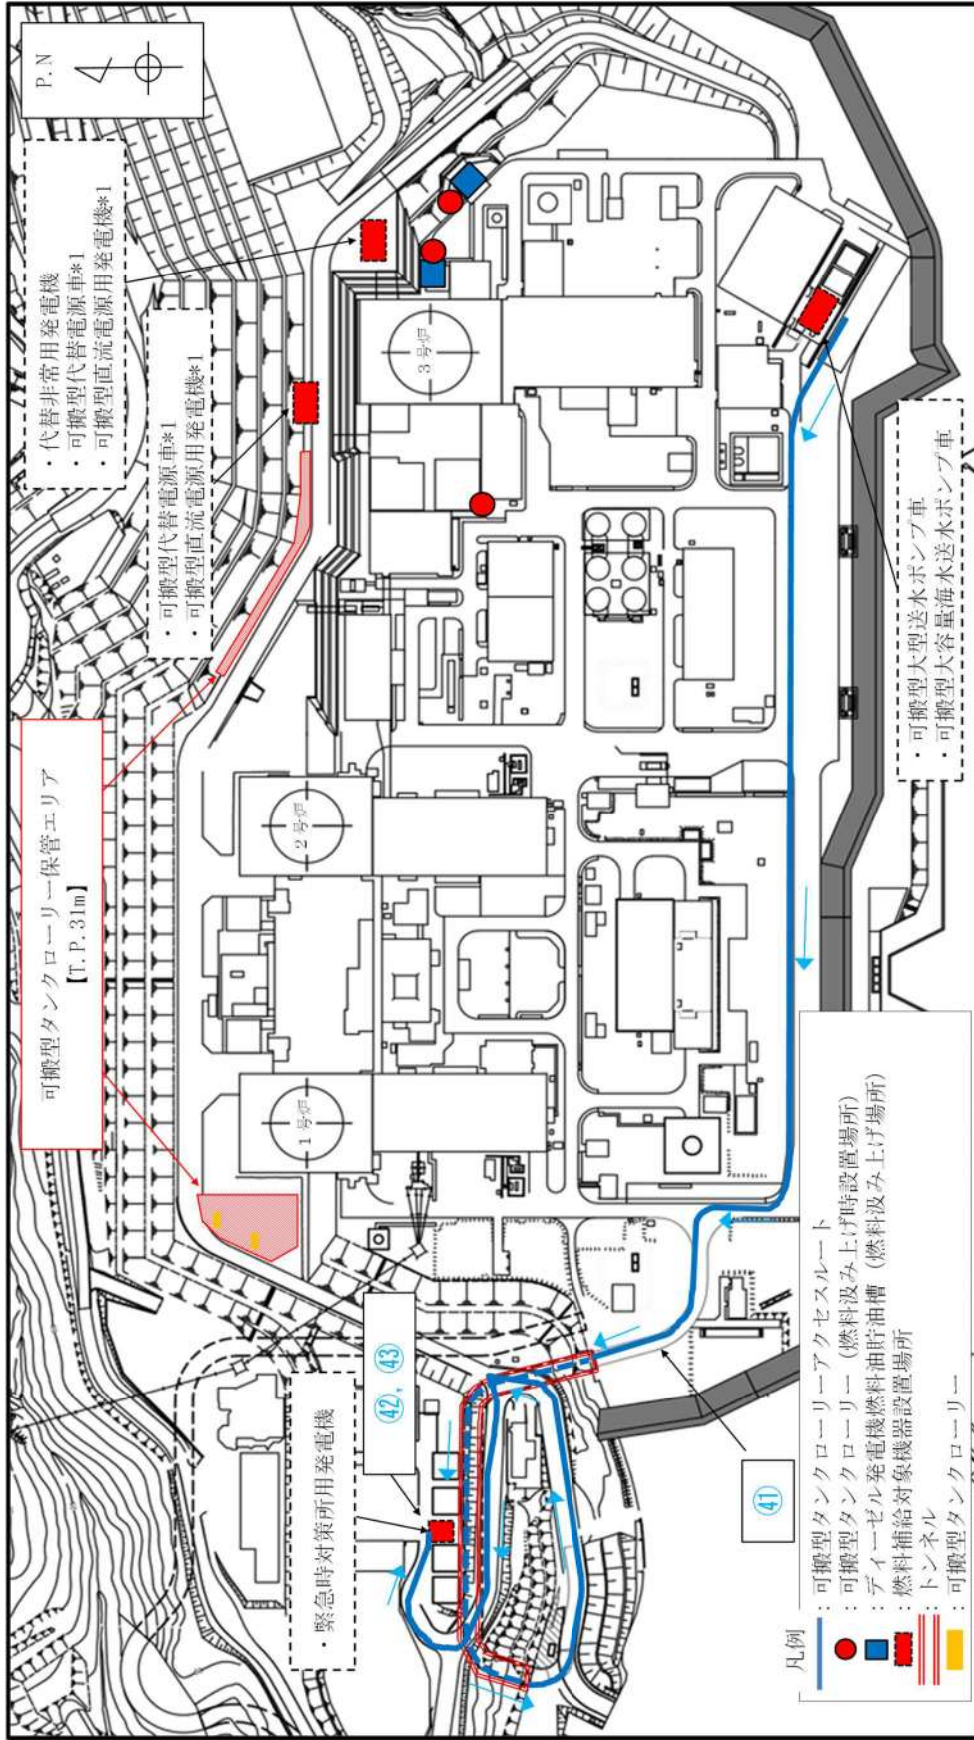 P.N
・代替非常用発電機
・可搬型代替電源車*1
・可搬型直流電源用発電機*1
・可搬型代替電源車*1
・可搬型直流電源用発電機*1
可搬型タンクローリー保管エリア
【T.P.31m】
3号炉
2号炉
1号炉
・可搬型大型送水ポンプ車
・可搬型大容量海水送水ポンプ車
㊷, ㊸
・緊急時対策所用発電機
㊶
凡例
：可搬型タンクローリーアクセスルート
：可搬型タンクローリー（燃料汲み上げ時設置場所）
：ディーゼル発電機燃料油貯油槽（燃料汲み上げ場所）
：燃料補給対象機器設置場所
：トンネル
：可搬型タンクローリー